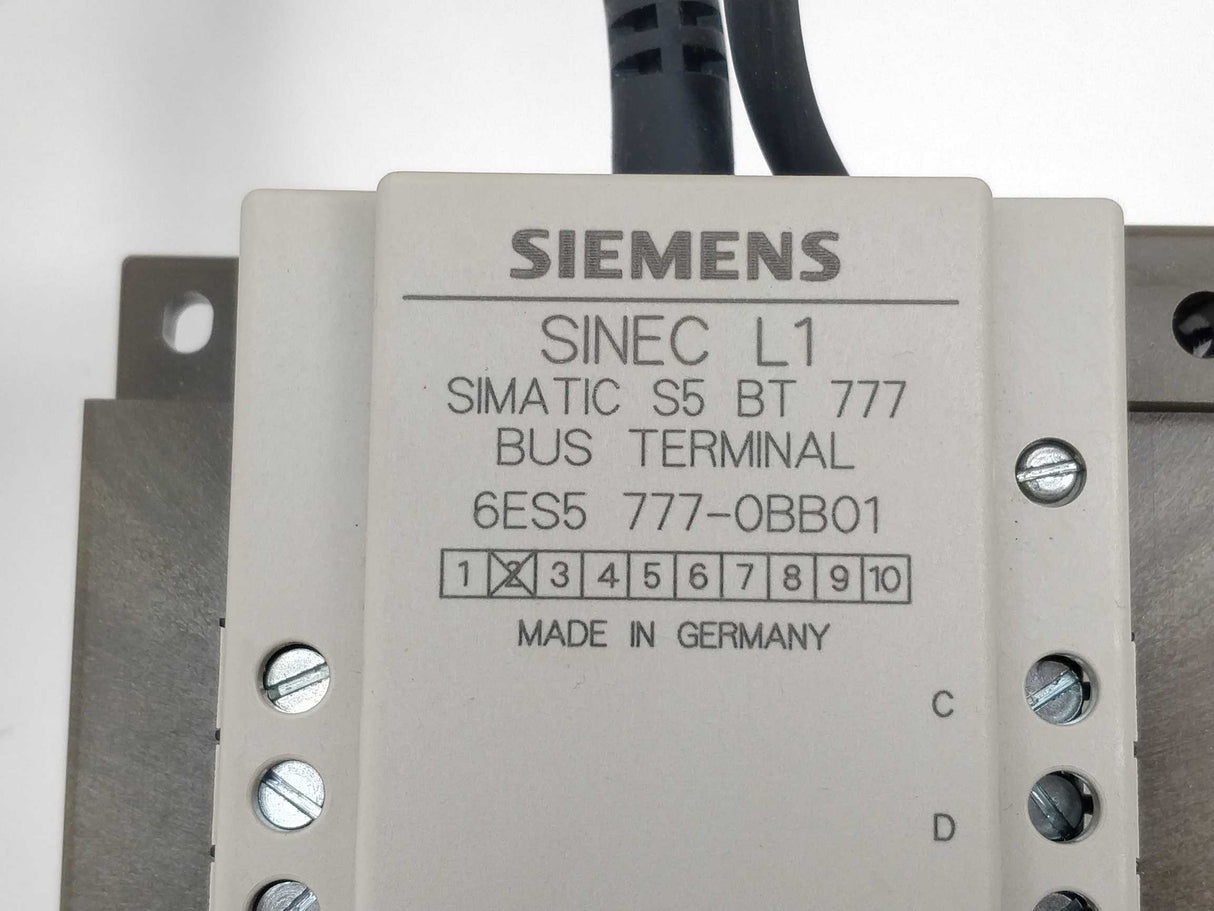 SIEMENS
SINEC L1
SIMATIC S5 BT 777
BUS TERMINAL
6ES5 777-0BB01
1 2 3 4 5 6 7 8 9 10
MADE IN GERMANY
C
D